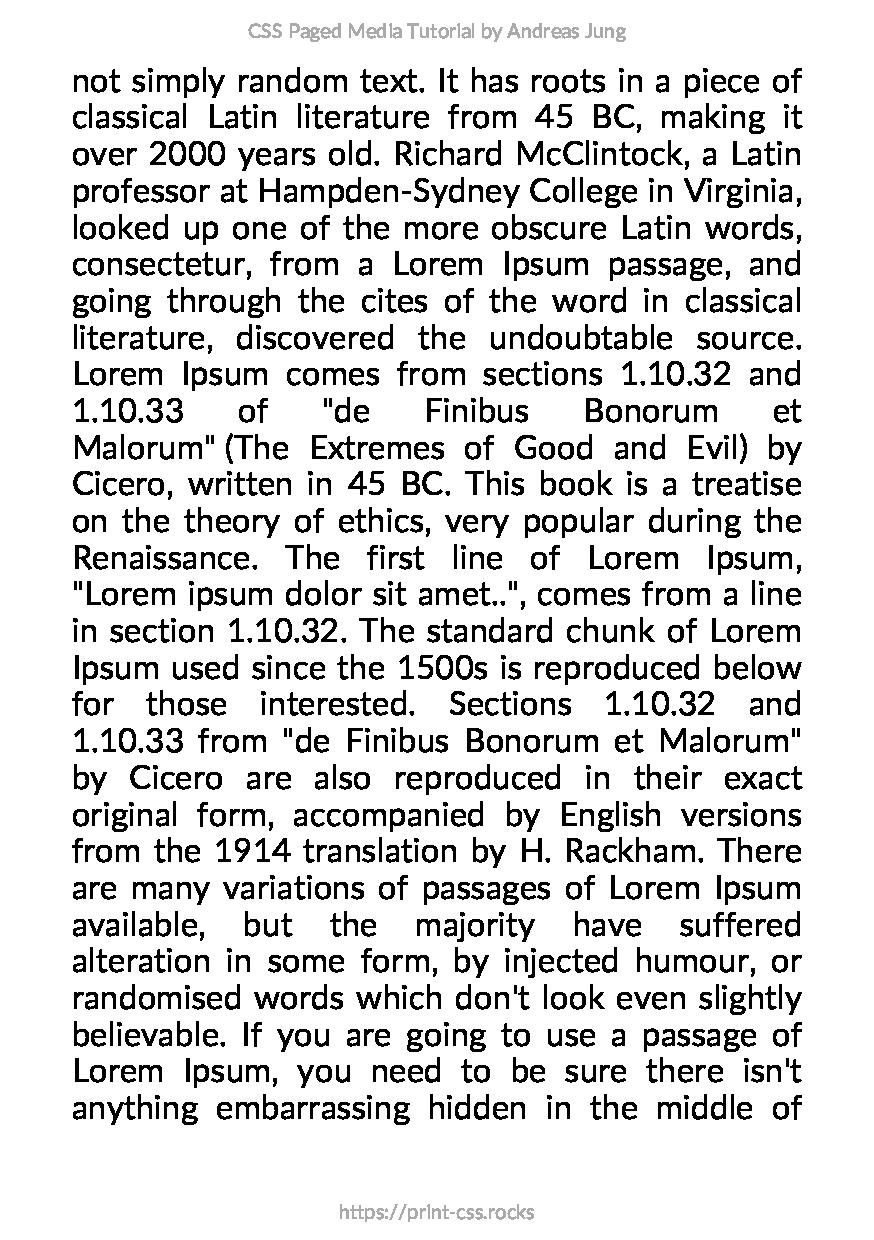 CSS Paged Media Tutorial by Andreas Jung
not simply random text. It has roots in a piece of
classical Latin literature from 45 BC, making it
over 2000 years old. Richard McClintock, a Latin
professor at Hampden-Sydney College in Virginia,
looked up one of the more obscure Latin words,
consectetur, from a Lorem Ipsum passage, and
going through the cites of the word in classical
literature, discovered the undoubtable source.
Lorem Ipsum comes from sections 1.10.32 and
1.10.33 of "de Finibus Bonorum et
Malorum" (The Extremes of Good and Evil) by
Cicero, written in 45 BC. This book is a treatise
on the theory of ethics, very popular during the
Renaissance. The first line of Lorem Ipsum,
"Lorem ipsum dolor sit amet..", comes from a line
in section 1.10.32. The standard chunk of Lorem
Ipsum used since the 1500s is reproduced below
for those interested. Sections 1.10.32 and
1.10.33 from "de Finibus Bonorum et Malorum"
by Cicero are also reproduced in their exact
original form, accompanied by English versions
from the 1914 translation by H. Rackham. There
are many variations of passages of Lorem Ipsum
available, but the majority have suffered
alteration in some form, by injected humour, or
randomised words which don't look even slightly
believable. If you are going to use a passage of
Lorem Ipsum, you need to be sure there isn't
anything embarrassing hidden in the middle of
https://print-css.rocks